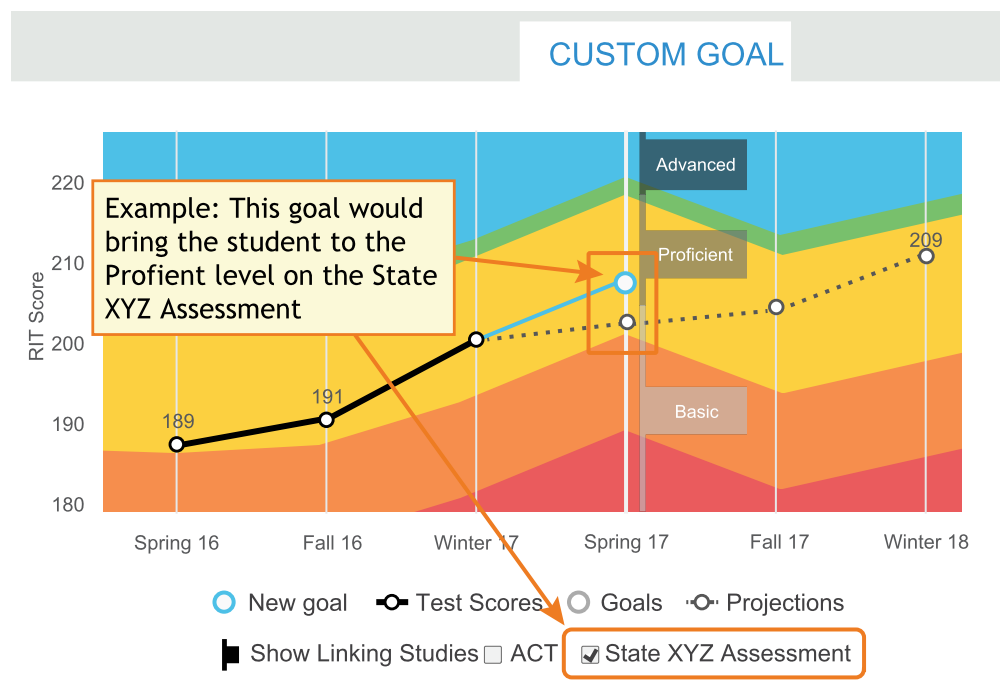 CUSTOM GOAL
Advanced
220
Example: This goal would
bring the student to the
Profient level on the State
XYZ Assessment
209
Proficient
210
RIT Score
200
191
189
Basic
190
180
Spring 16
Fall 16
Winter '17
Spring 17
Fall 17
Winter 18
New goal
Test Scores
Goals
Projections
Show Linking Studies
ACT
State XYZ Assessment